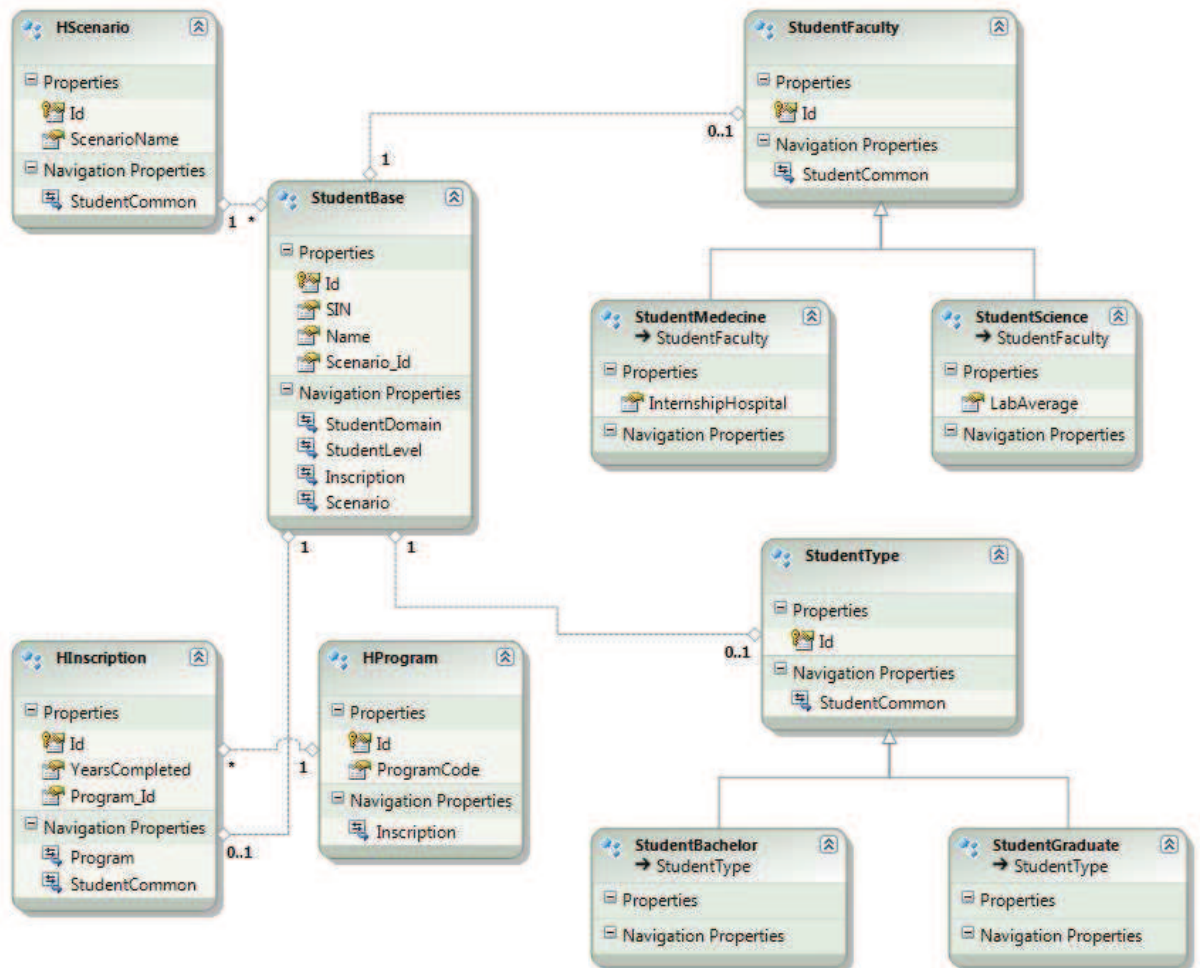 HScenario
Properties
Id
ScenarioName
Navigation Properties
StudentCommon
1 *
StudentFaculty
Properties
Id
Navigation Properties
StudentCommon
0..1
1
StudentBase
Properties
Id
SIN
Name
Scenario_Id
Navigation Properties
StudentDomain
StudentLevel
Inscription
Scenario
1
1
StudentMedecine
→ StudentFaculty
Properties
InternshipHospital
Navigation Properties
StudentScience
→ StudentFaculty
Properties
LabAverage
Navigation Properties
StudentType
Properties
Id
Navigation Properties
StudentCommon
0..1
HInscription
Properties
Id
YearsCompleted
Program_Id
Navigation Properties
Program
StudentCommon
*
1
0..1
HProgram
Properties
Id
ProgramCode
Navigation Properties
Inscription
StudentBachelor
→ StudentType
Properties
Navigation Properties
StudentGraduate
→ StudentType
Properties
Navigation Properties